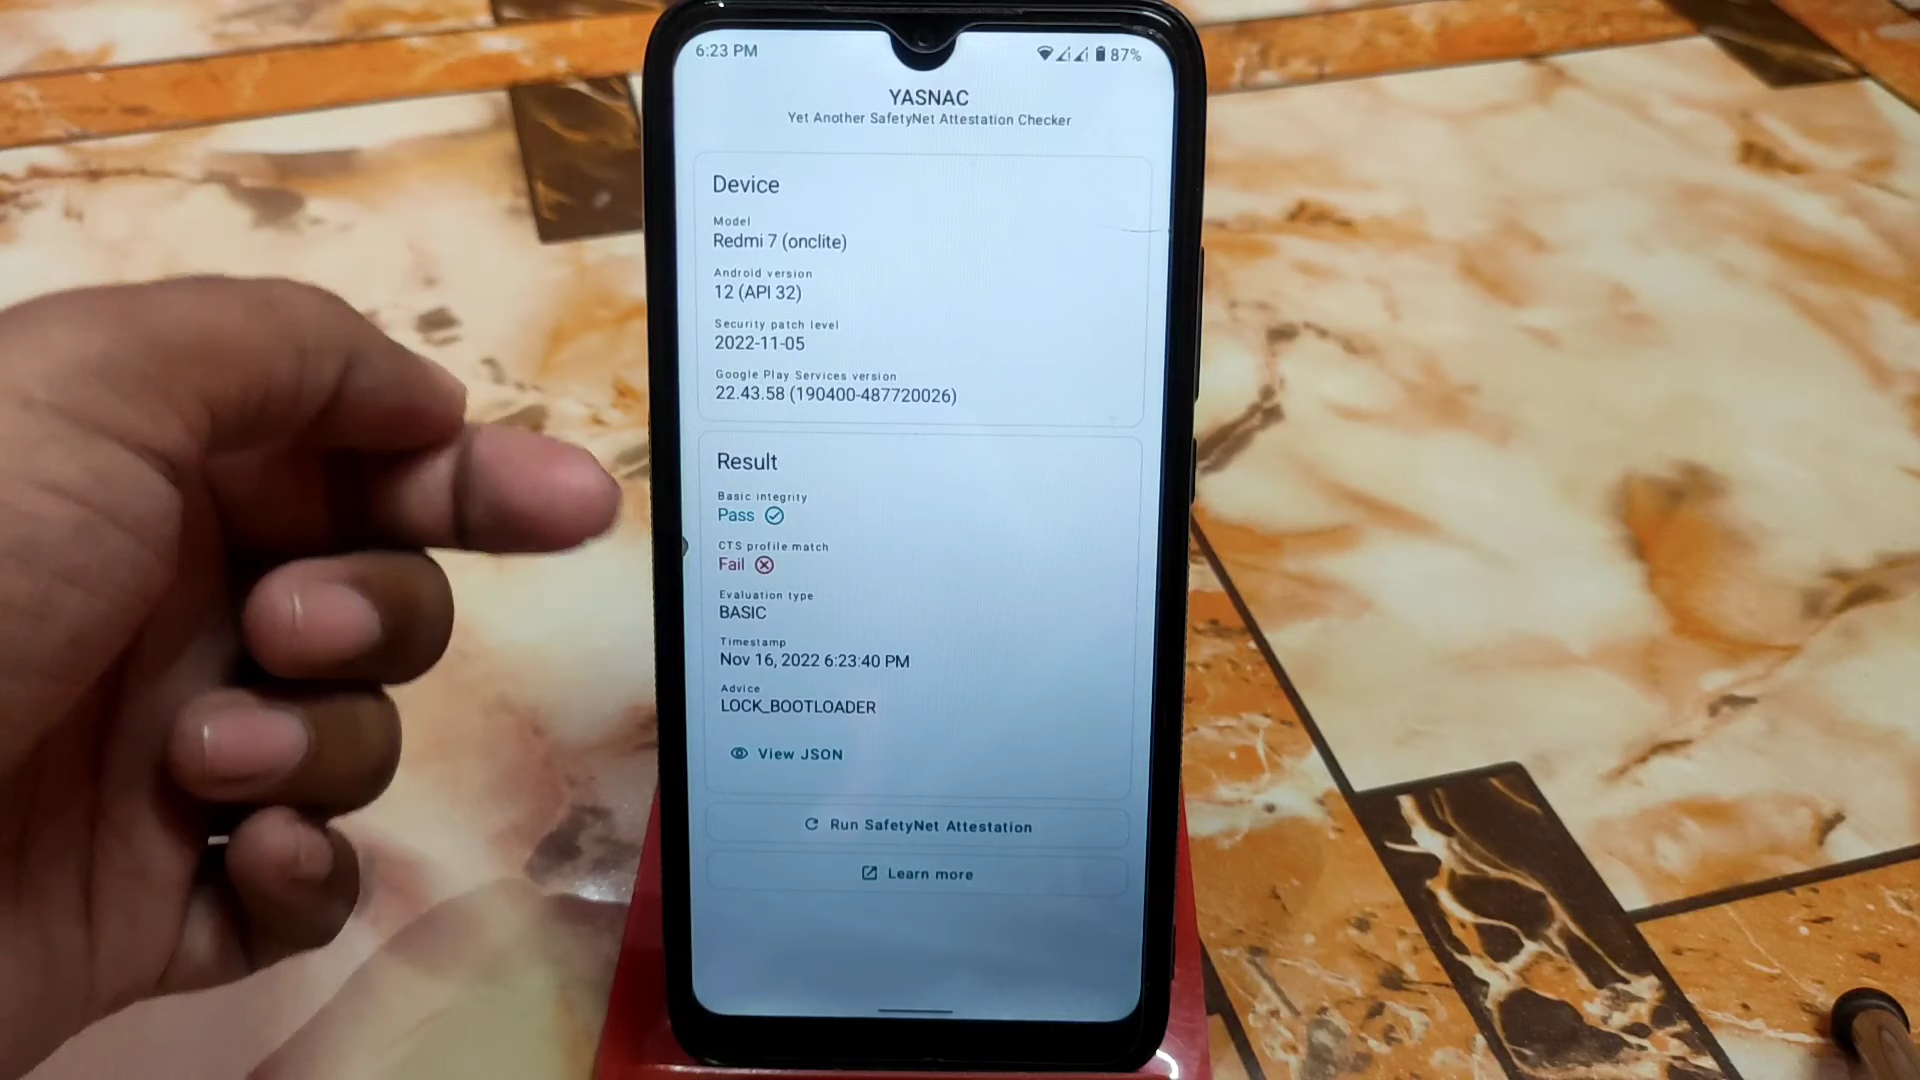 6:23 PM
87%
YASNAC
Yet Another SafetyNet Attestation Checker
Device
Model
Redmi 7 (onclite)
Android version
12 (API 32)
Security patch level
2022-11-05
Google Play Services version
22.43.58 (190400-487720026)
Result
Basic integrity
Pass
CTS profile match
Fail
Evaluation type
BASIC
Timestamp
Nov 16, 2022 6:23:40 PM
Advice
LOCK_BOOTLOADER
View JSON
Run SafetyNet Attestation
Learn more